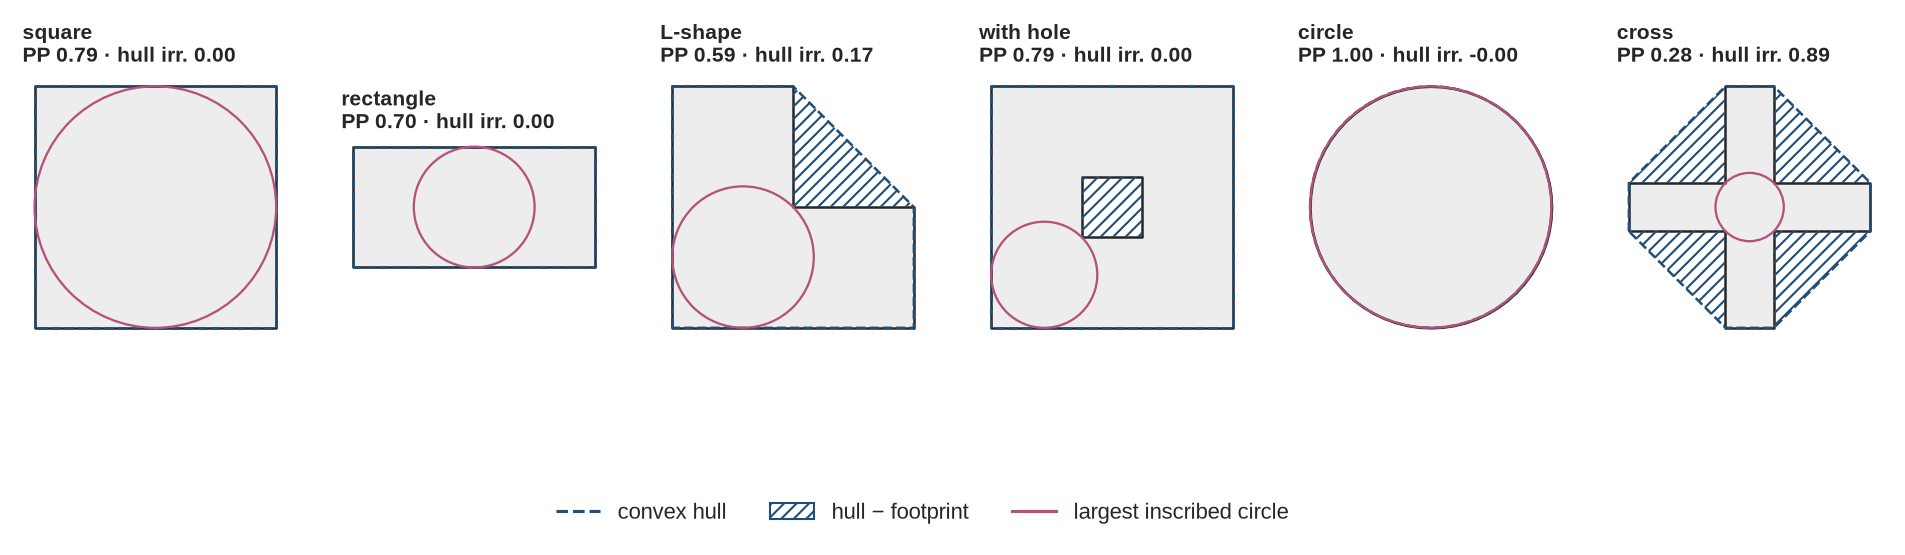 square
PP 0.79 · hull irr. 0.00
rectangle
PP 0.70 · hull irr. 0.00
L-shape
PP 0.59 · hull irr. 0.17
with hole
PP 0.79 · hull irr. 0.00
circle
PP 1.00 · hull irr. -0.00
cross
PP 0.28 · hull irr. 0.89
convex hull
hull − footprint
largest inscribed circle